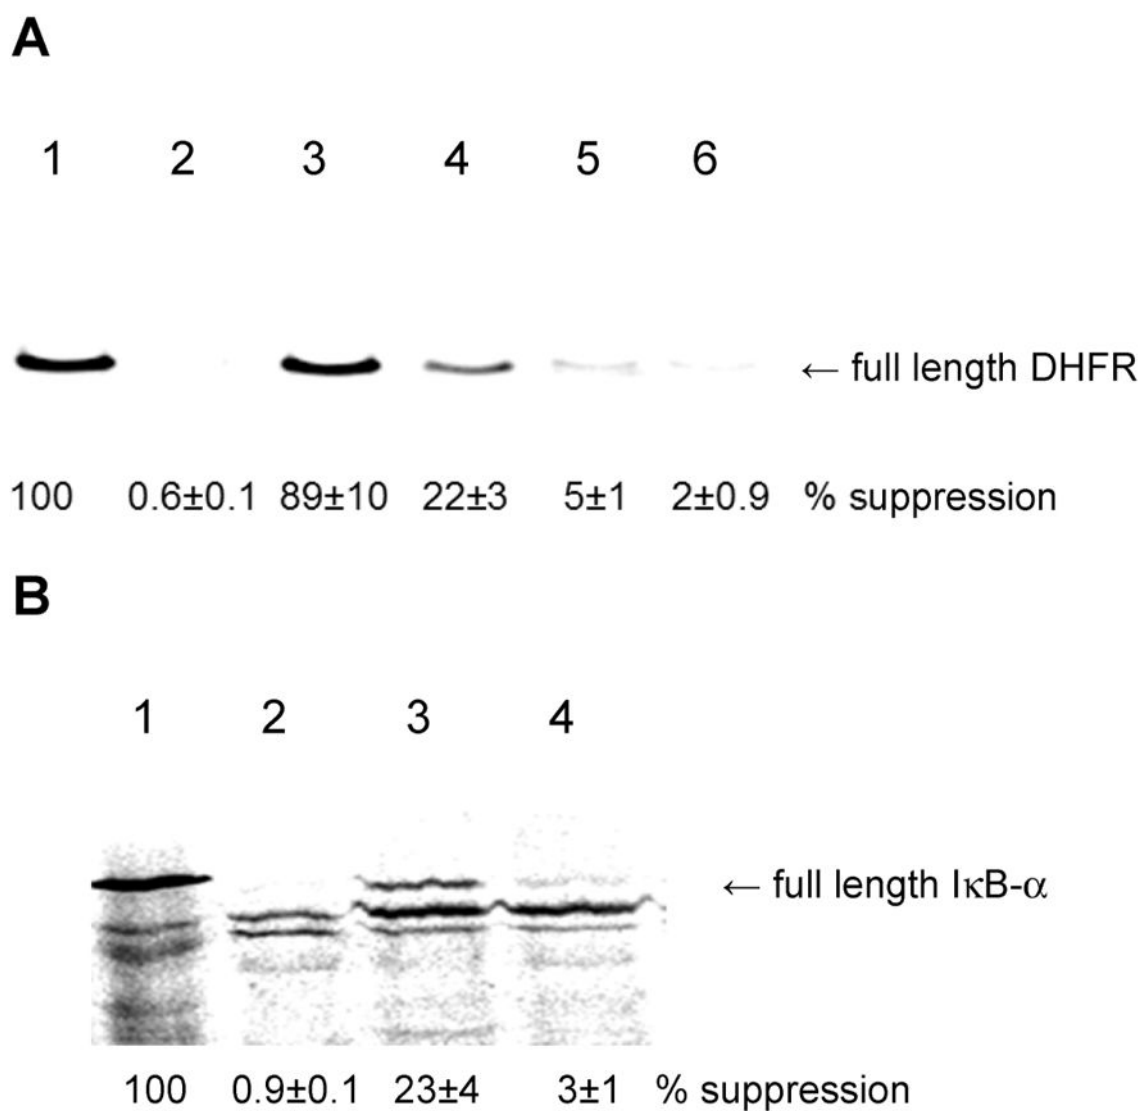 A
1 2 3 4 5 6
← full length DHFR
100 0.6±0.1 89±10 22±3 5±1 2±0.9 % suppression
B
1 2 3 4
← full length IκB-α
100 0.9±0.1 23±4 3±1 % suppression